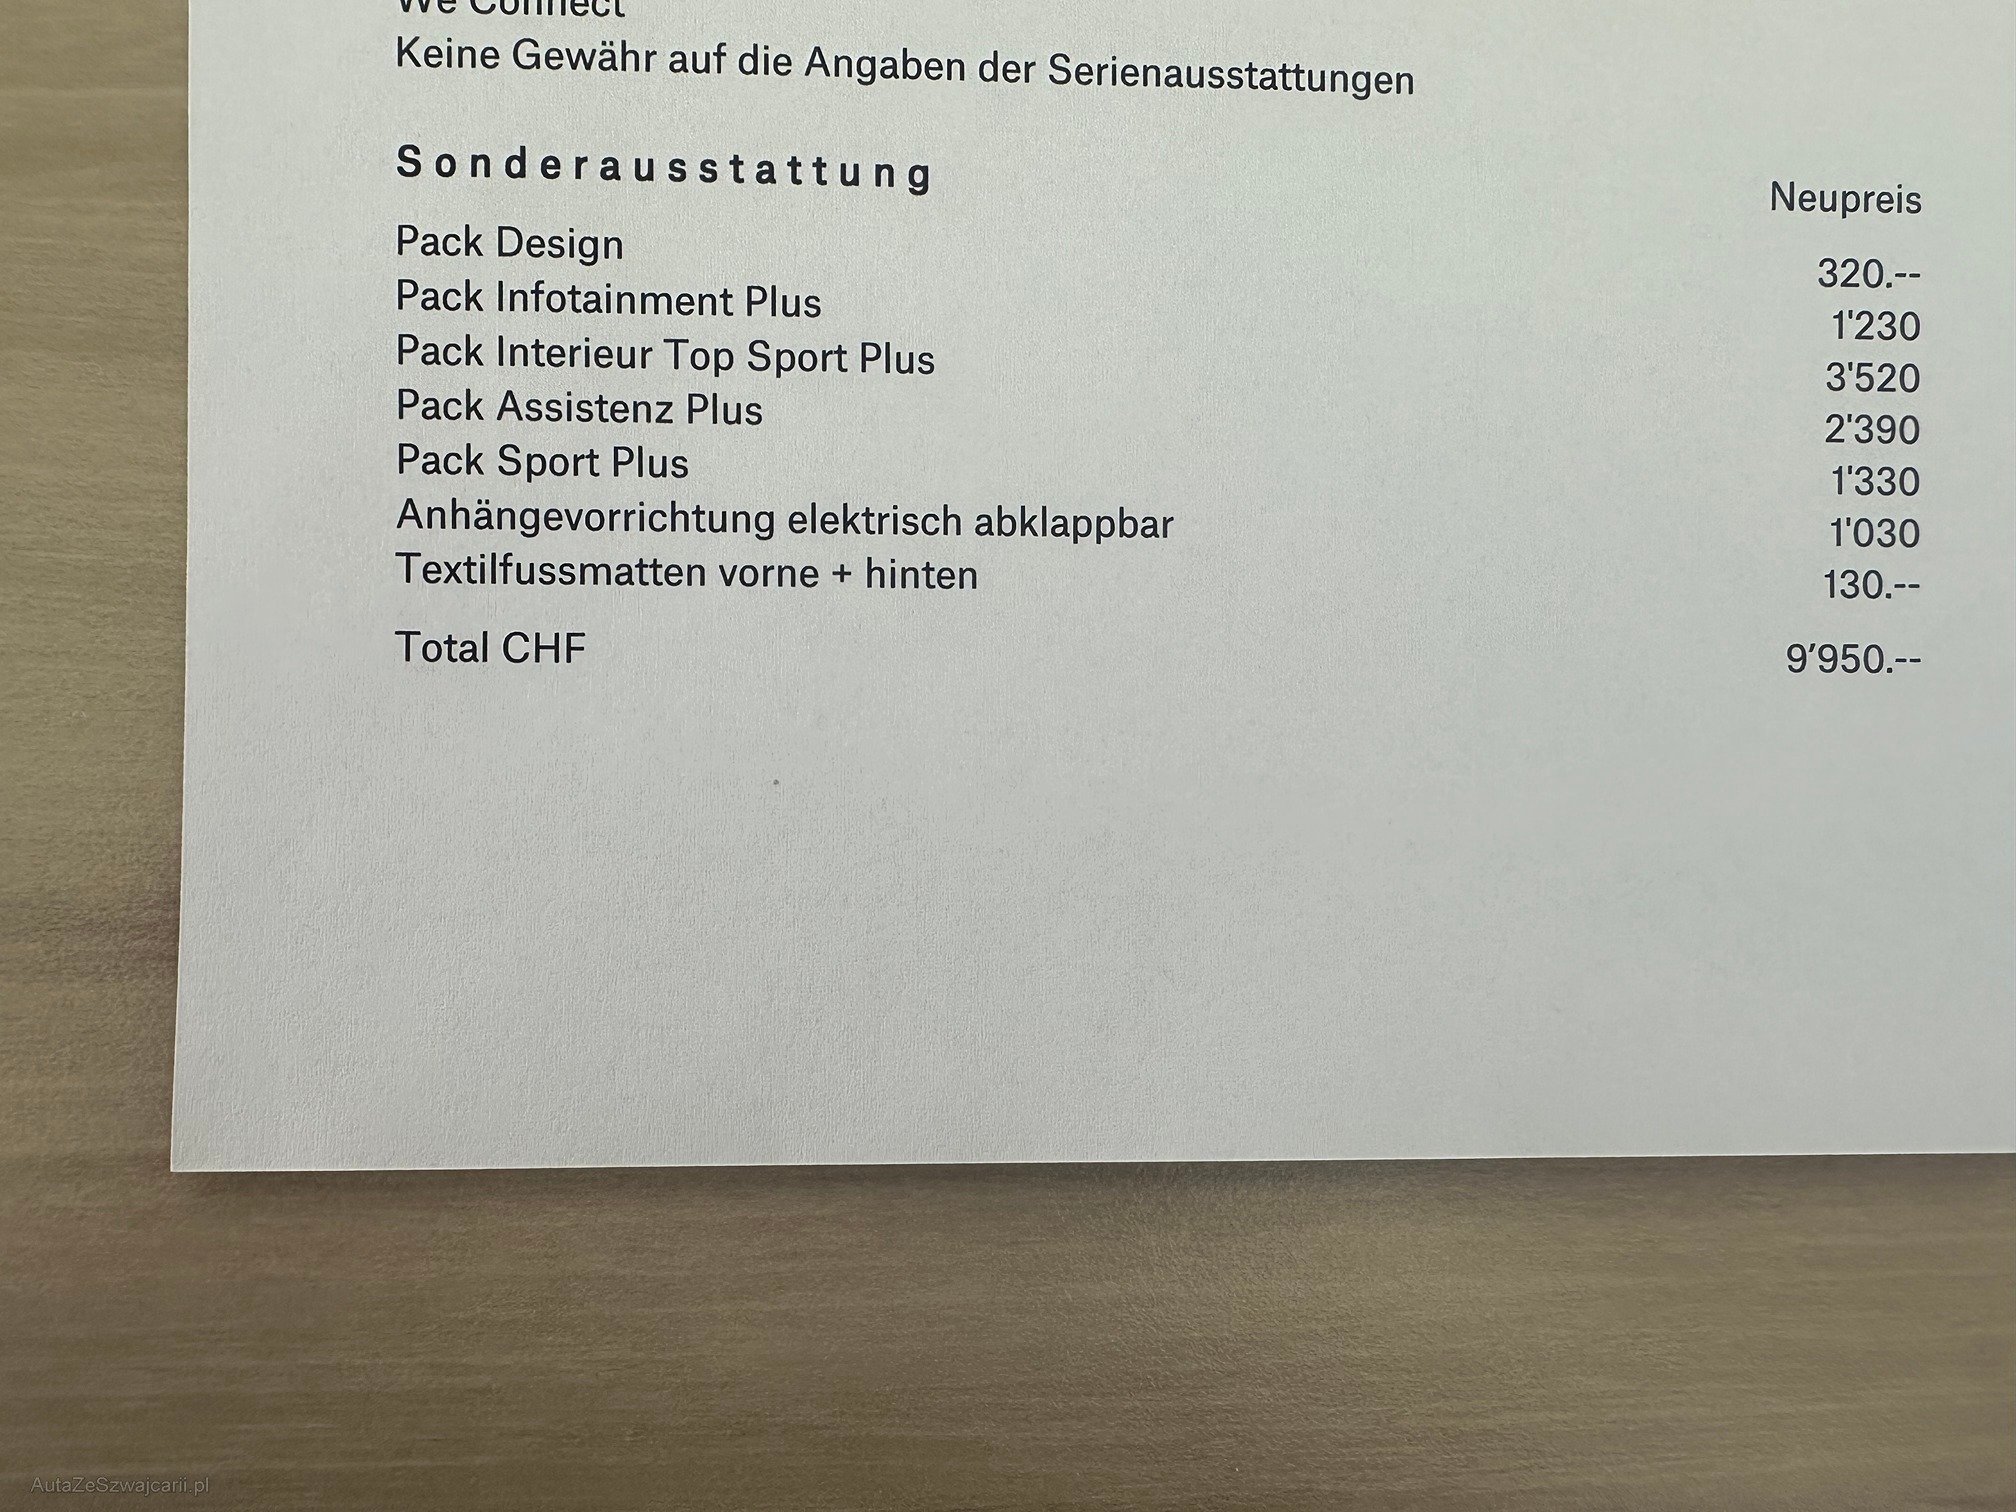 We Connect
Keine Gewähr auf die Angaben der Serienausstattungen
Sonderausstattung
Neupreis
Pack Design 320.--
Pack Infotainment Plus 1'230
Pack Interieur Top Sport Plus 3'520
Pack Assistenz Plus 2'390
Pack Sport Plus 1'330
Anhängevorrichtung elektrisch abklappbar 1'030
Textilfussmatten vorne + hinten 130.--
Total CHF 9’950.--
AutaZeSzwajcarii.pl